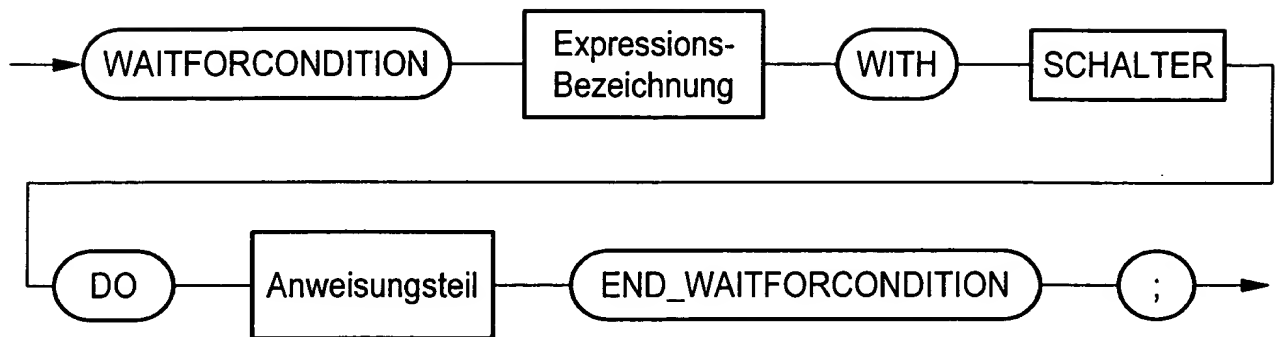 WAITFORCONDITION
Expressions-
Bezeichnung
WITH
SCHALTER
DO
Anweisungsteil
END_WAITFORCONDITION
;